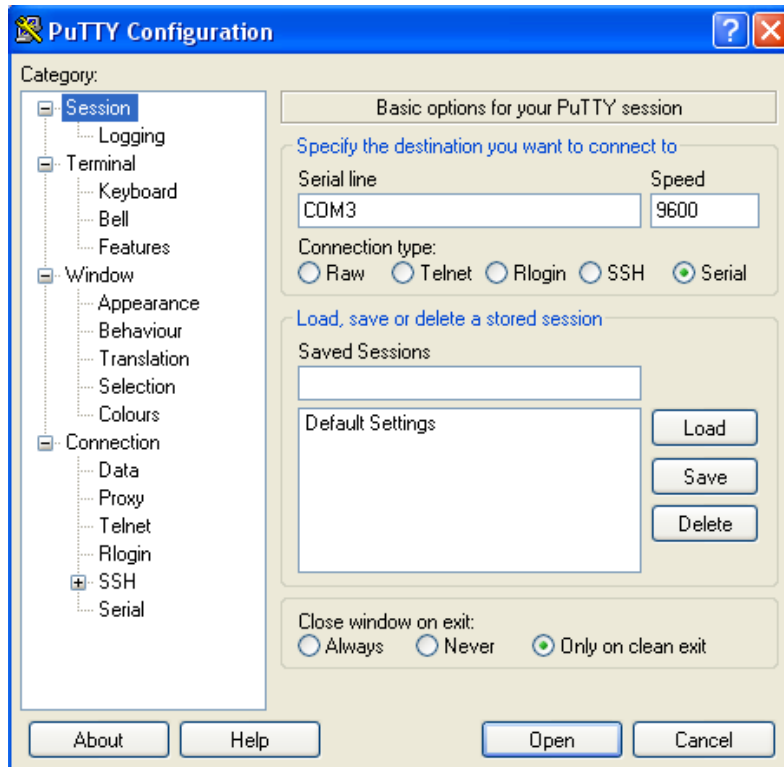 PuTTY Configuration
Category:
Session
Logging
Terminal
Keyboard
Bell
Features
Window
Appearance
Behaviour
Translation
Selection
Colours
Connection
Data
Proxy
Telnet
Rlogin
SSH
Serial
Basic options for your PuTTY session
Specify the destination you want to connect to
Serial line Speed
COM3 9600
Connection type:
Raw Telnet Rlogin SSH Serial
Load, save or delete a stored session
Saved Sessions
Default Settings
Load
Save
Delete
Close window on exit:
Always Never Only on clean exit
About Help Open Cancel